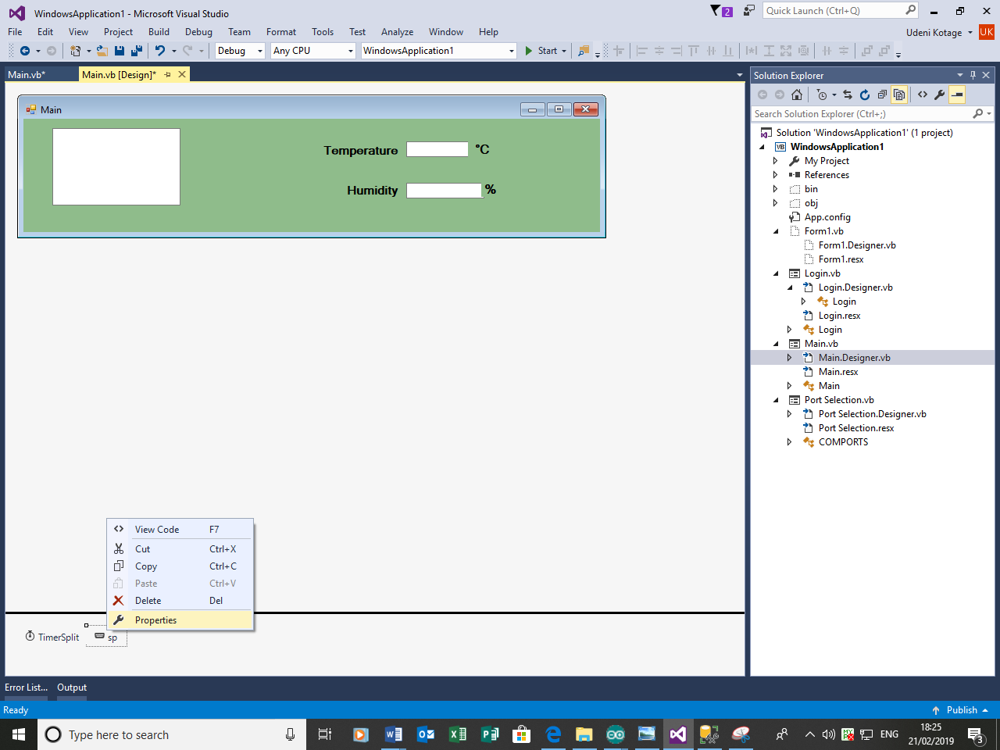 WindowsApplication1 - Microsoft Visual Studio
2
Quick Launch (Ctrl+Q)
File Edit View Project Build Debug Team Format Tools Test Analyze Window Help
Udeni Kotage UK
Debug Any CPU WindowsApplication1 Start
Main.vb* Main.vb [Design]*
Solution Explorer
Search Solution Explorer (Ctrl+;)
Solution 'WindowsApplication1' (1 project)
VB WindowsApplication1
My Project
References
bin
obj
App.config
Form1.vb
Form1.Designer.vb
Form1.resx
Login.vb
Login.Designer.vb
Login
Login.resx
Login
Main.vb
Main.Designer.vb
Main.resx
Main
Port Selection.vb
Port Selection.Designer.vb
Port Selection.resx
COMPORTS
Main
Temperature °C
Humidity %
View Code F7
Cut Ctrl+X
Copy Ctrl+C
Paste Ctrl+V
Delete Del
Properties
TimerSplit sp
Error List... Output
Ready
Publish
Type here to search
ENG
18:25
21/02/2019
3